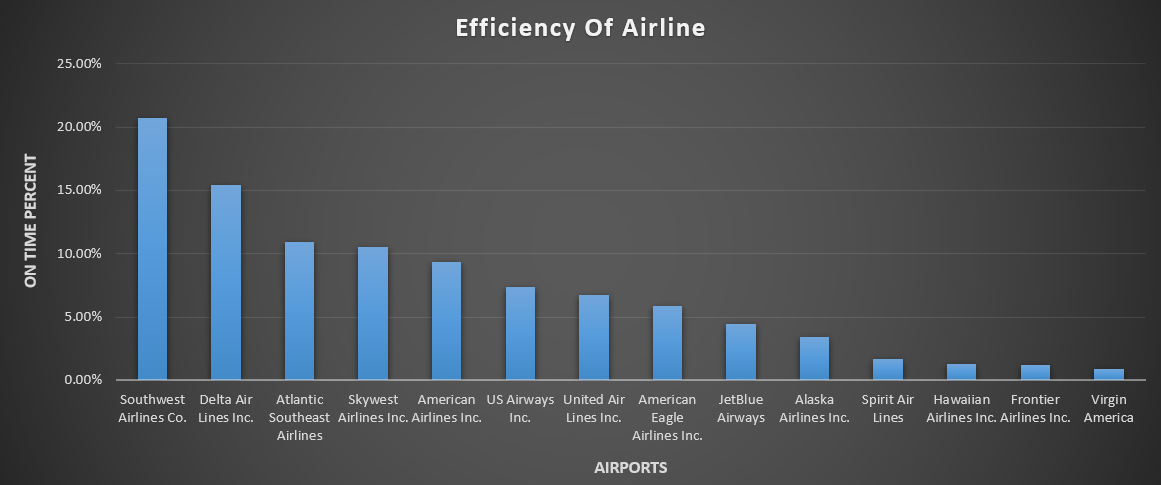 Efficiency Of Airline
25.00%
20.00%
15.00%
10.00%
5.00%
0.00%
ON TIME PERCENT
Southwest
Airlines Co.
Delta Air
Lines Inc.
Atlantic
Southeast
Airlines
Skywest
Airlines Inc.
American
Airlines Inc.
US Airways
Inc.
United Air
Lines Inc.
American
Eagle
Airlines Inc.
JetBlue
Airways
Alaska
Airlines Inc.
Spirit Air
Lines
Hawaiian
Airlines Inc.
Frontier
Airlines Inc.
Virgin
America
AIRPORTS